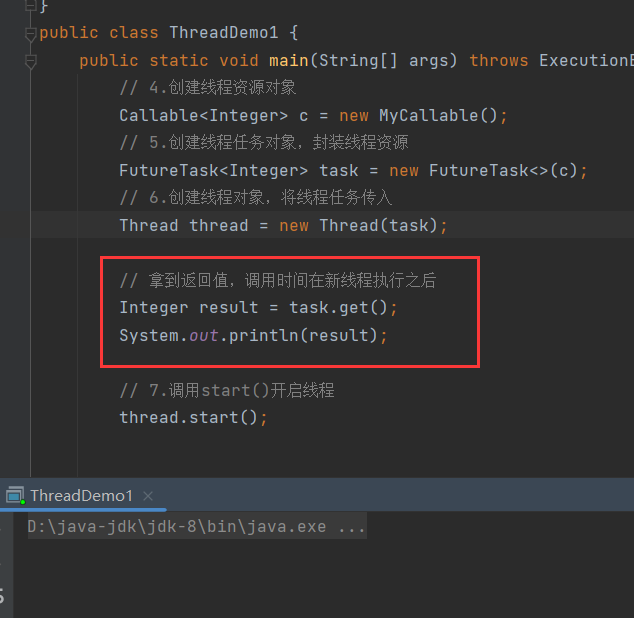 }
public class ThreadDemo1 {
public static void main(String[] args) throws Execution
// 4.创建线程资源对象
Callable<Integer> c = new MyCallable();
// 5.创建线程任务对象，封装线程资源
FutureTask<Integer> task = new FutureTask<>(c);
// 6.创建线程对象，将线程任务传入
Thread thread = new Thread(task);
// 拿到返回值，调用时间在新线程执行之后
Integer result = task.get();
System.out.println(result);
// 7.调用start()开启线程
thread.start();
ThreadDemo1 ×
D:\java-jdk\jdk-8\bin\java.exe ...